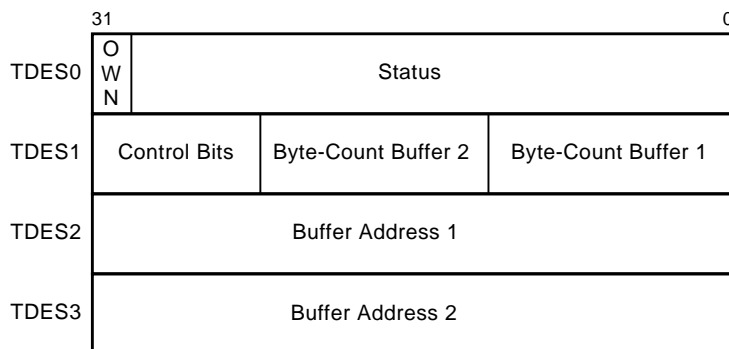 31 0
TDES0 OWN Status
TDES1 Control Bits Byte-Count Buffer 2 Byte-Count Buffer 1
TDES2 Buffer Address 1
TDES3 Buffer Address 2